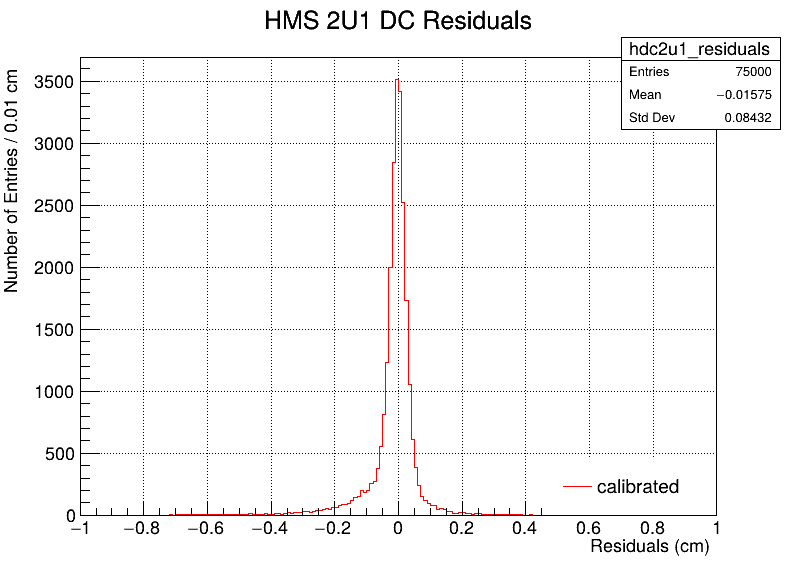 HMS 2U1 DC Residuals
hdc2u1_residuals
Entries 75000
Mean −0.01575
Std Dev 0.08432
Number of Entries / 0.01 cm
3500
3000
2500
2000
1500
1000
500
0
calibrated
−1 −0.8 −0.6 −0.4 −0.2 0 0.2 0.4 0.6 0.8 1
Residuals (cm)